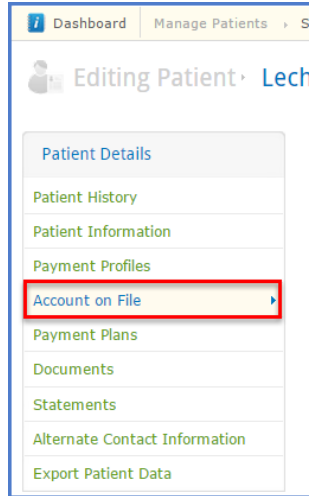 Dashboard Manage Patients › S
Editing Patient · Lech
Patient Details
Patient History
Patient Information
Payment Profiles
Account on File
Payment Plans
Documents
Statements
Alternate Contact Information
Export Patient Data